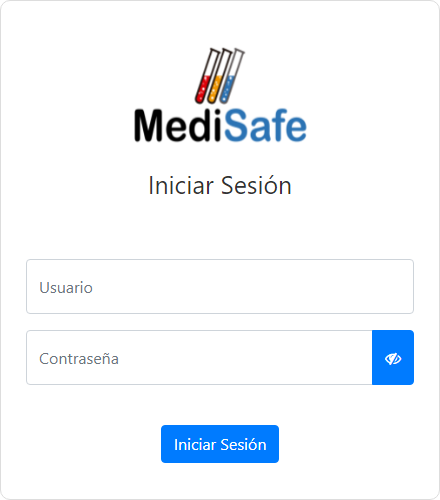 MediSafe
Iniciar Sesión
Usuario
Contraseña
Iniciar Sesión